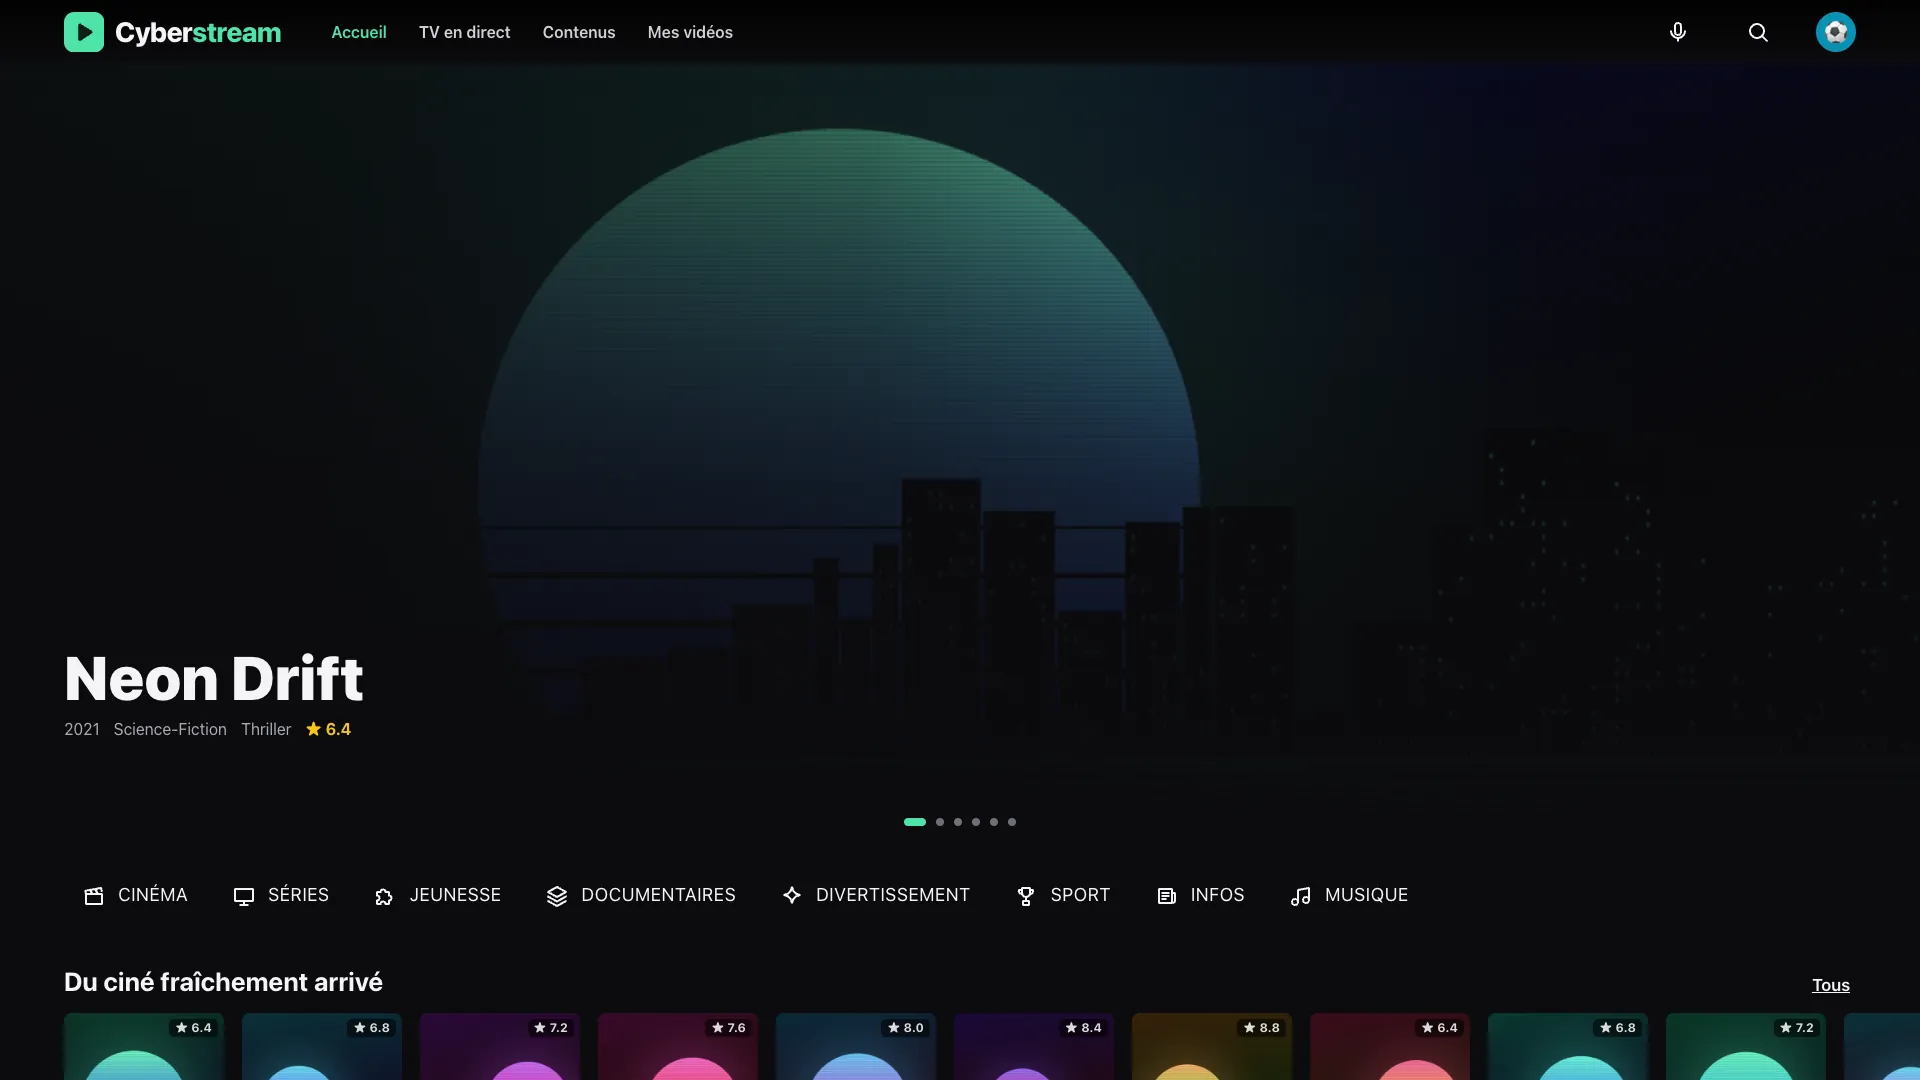 Cyberstream Accueil TV en direct Contenus Mes vidéos
Neon Drift
2021 Science-Fiction Thriller ★ 6.4
CINÉMA SÉRIES JEUNESSE DOCUMENTAIRES DIVERTISSEMENT SPORT INFOS MUSIQUE
Du ciné fraîchement arrivé Tous
★ 6.4 ★ 6.8 ★ 7.2 ★ 7.6 ★ 8.0 ★ 8.4 ★ 8.8 ★ 6.4 ★ 6.8 ★ 7.2